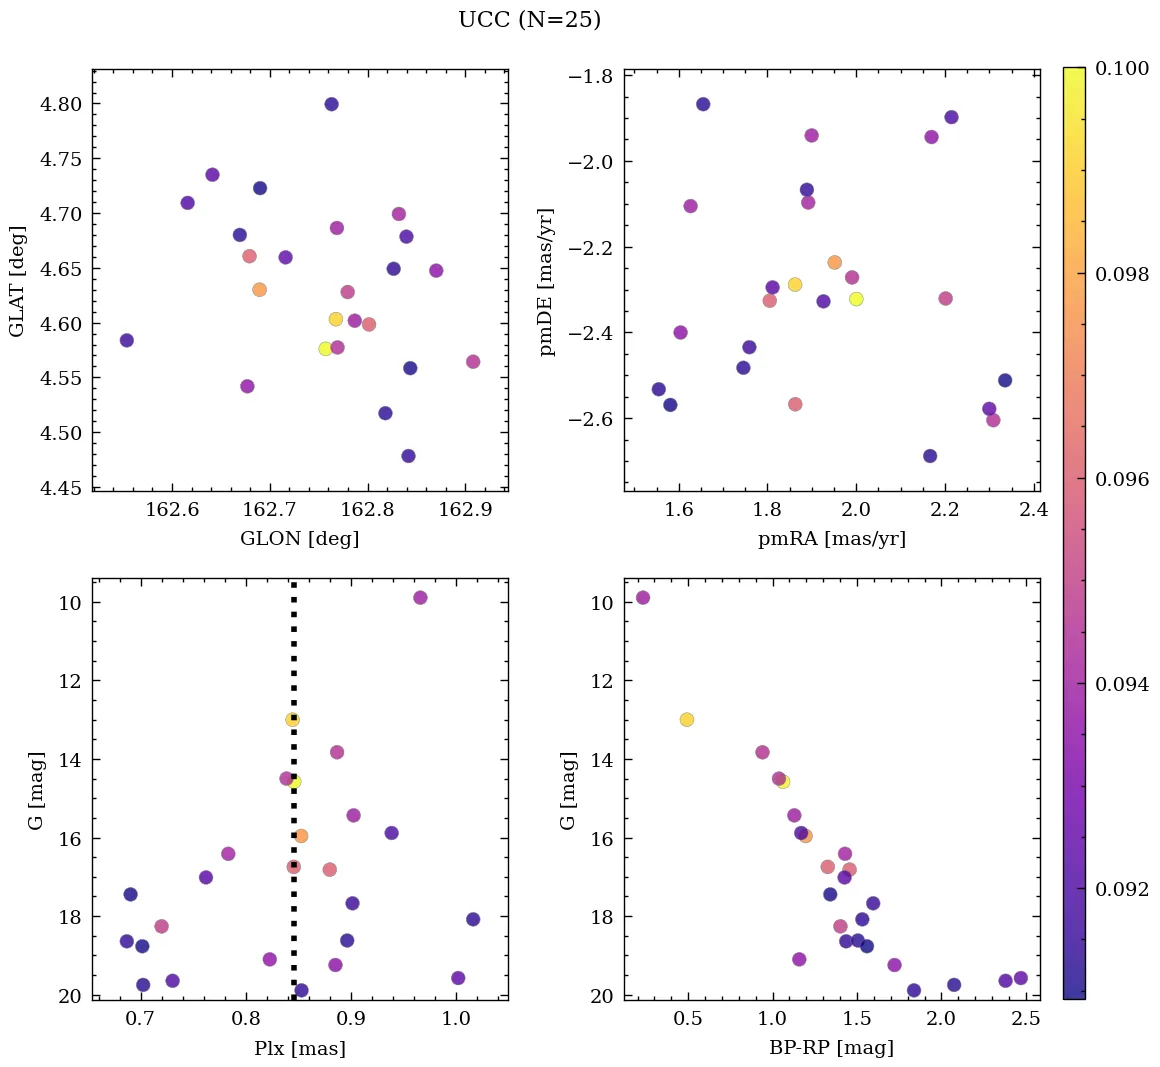 UCC (N=25)
4.80
4.75
4.70
4.65
4.60
4.55
4.50
4.45
GLAT [deg]
162.6 162.7 162.8 162.9
GLON [deg]
−1.8
−2.0
−2.2
−2.4
−2.6
pmDE [mas/yr]
1.6 1.8 2.0 2.2 2.4
pmRA [mas/yr]
10
12
14
16
18
20
G [mag]
0.7 0.8 0.9 1.0
Plx [mas]
10
12
14
16
18
20
G [mag]
0.5 1.0 1.5 2.0 2.5
BP-RP [mag]
0.100
0.098
0.096
0.094
0.092